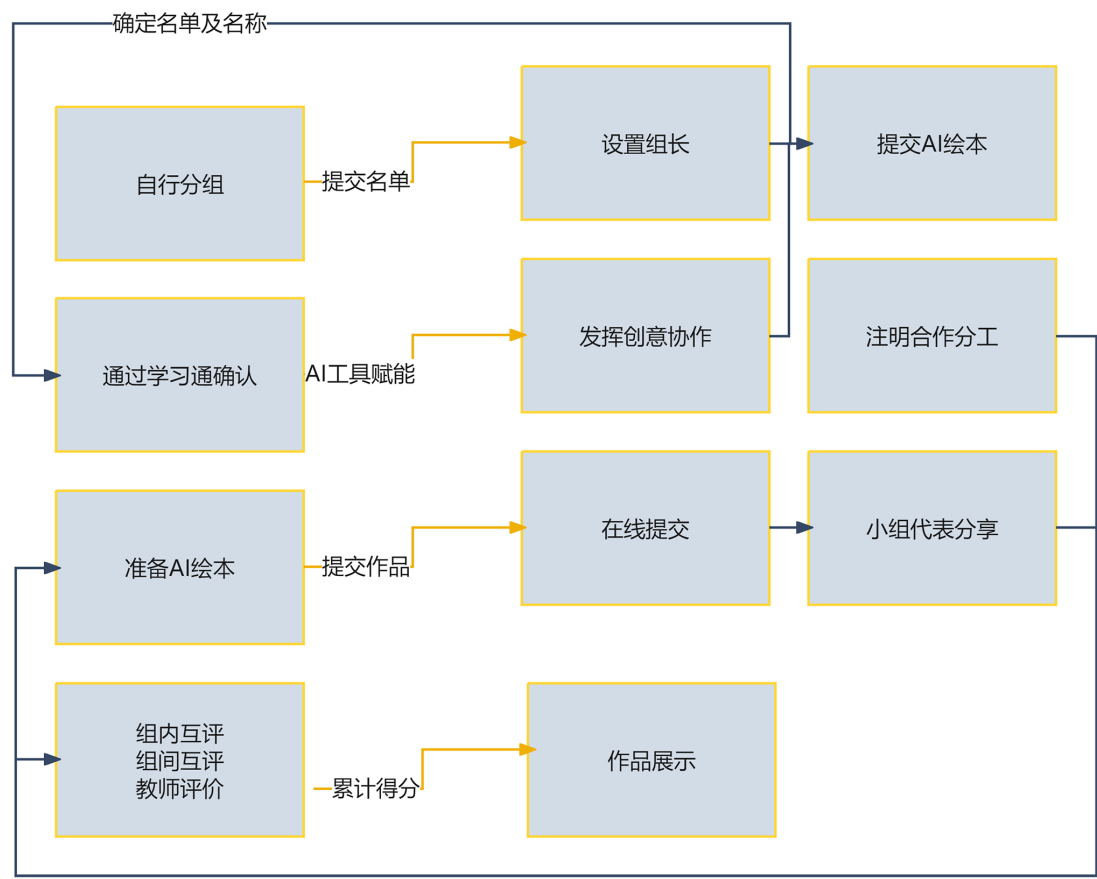 确定名单及名称
自行分组
提交名单
设置组长
提交AI绘本
通过学习通确认
AI工具赋能
发挥创意协作
注明合作分工
准备AI绘本
提交作品
在线提交
小组代表分享
组内互评
组间互评
教师评价
累计得分
作品展示